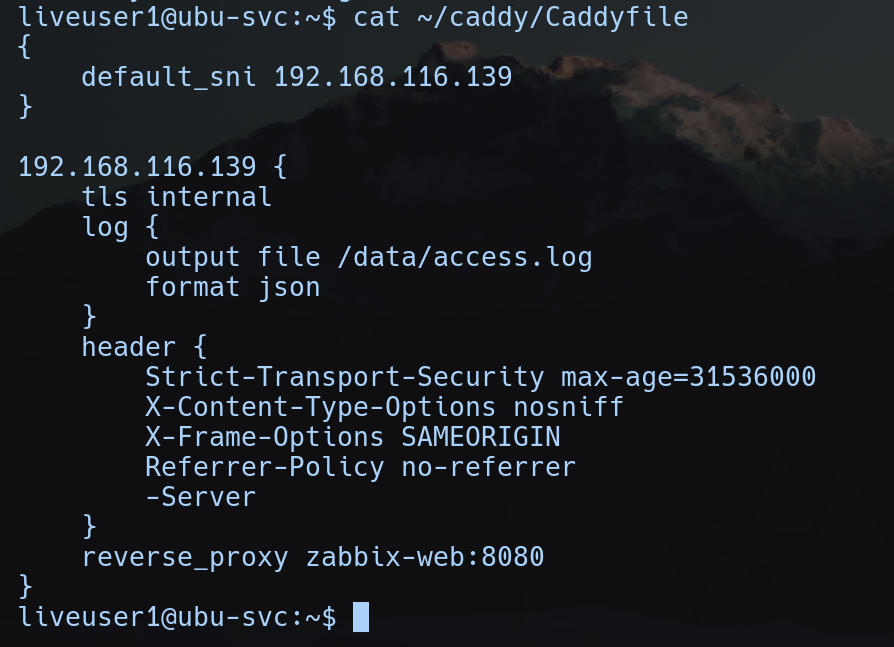 liveuser1@ubu-svc:~$ cat ~/caddy/Caddyfile
{
    default_sni 192.168.116.139
}

192.168.116.139 {
    tls internal
    log {
        output file /data/access.log
        format json
    }
    header {
        Strict-Transport-Security max-age=31536000
        X-Content-Type-Options nosniff
        X-Frame-Options SAMEORIGIN
        Referrer-Policy no-referrer
        -Server
    }
    reverse_proxy zabbix-web:8080
}
liveuser1@ubu-svc:~$